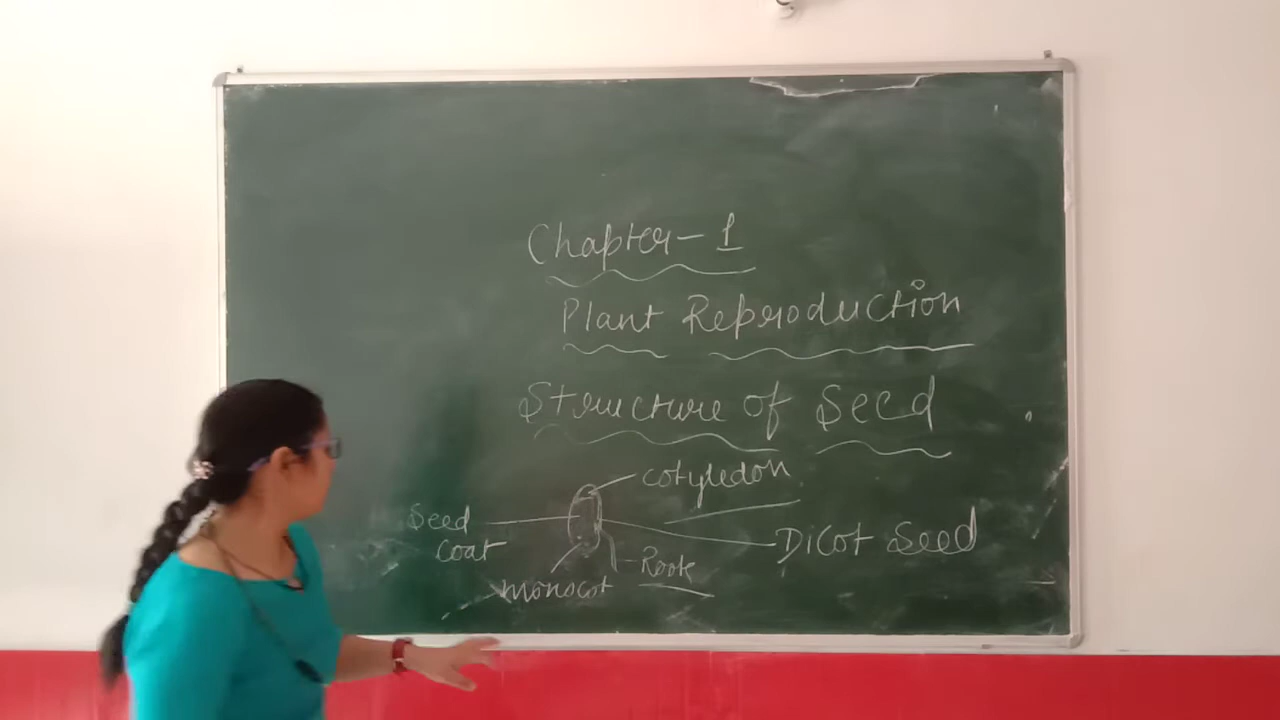 Chapter-1
Plant Reproduction
Structure of Seed
cotyledon
Seed coat
Dicot Seed
Root
monocot